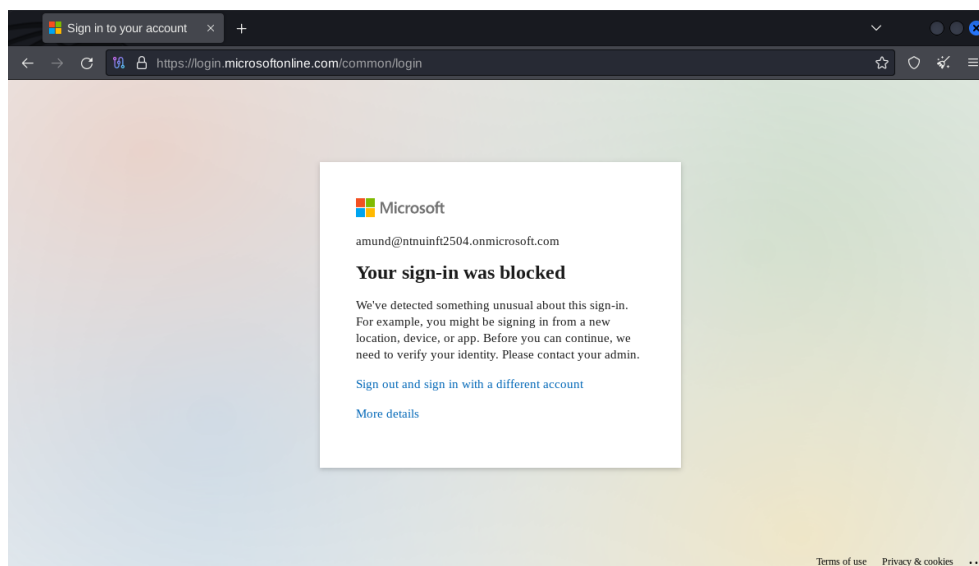 Sign in to your account
https://login.microsoftonline.com/common/login
Microsoft
amund@ntnuinft2504.onmicrosoft.com
Your sign-in was blocked
We've detected something unusual about this sign-in.
For example, you might be signing in from a new
location, device, or app. Before you can continue, we
need to verify your identity. Please contact your admin.
Sign out and sign in with a different account
More details
Terms of use Privacy & cookies